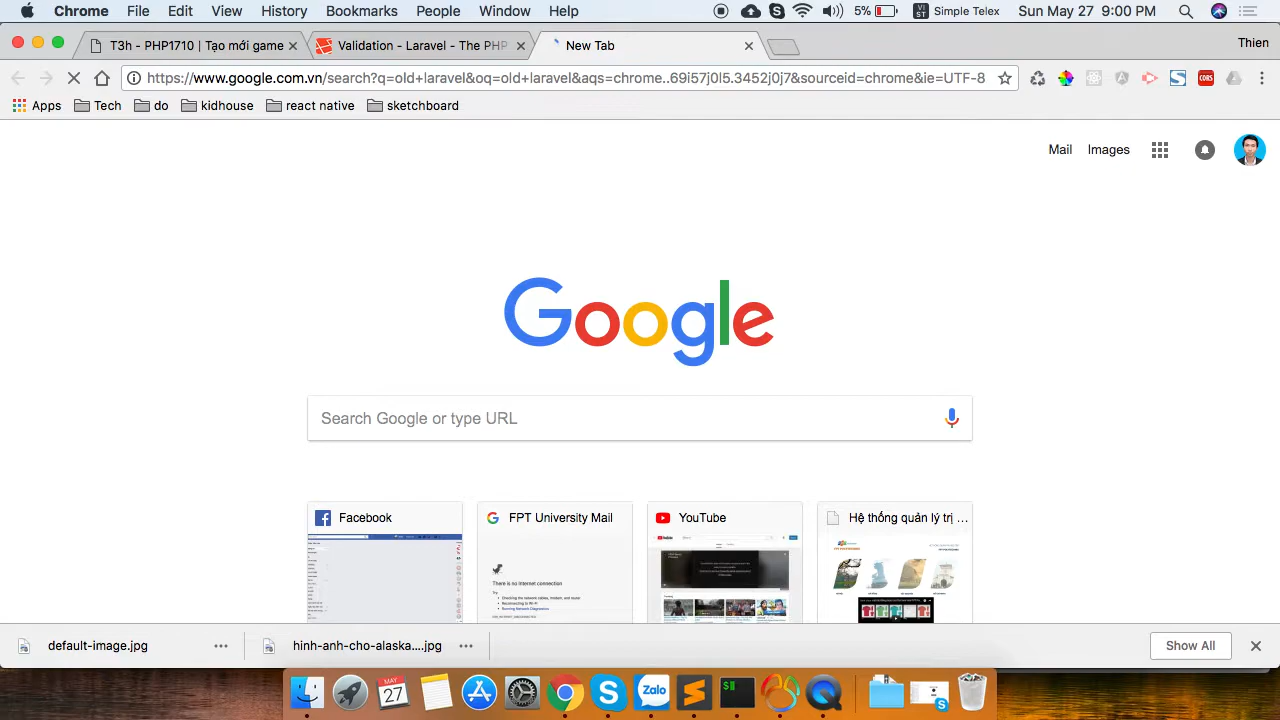 Chrome File Edit View History Bookmarks People Window Help 5% VI ST Simple Telex Sun May 27 9:00 PM
T3h - PHP1710 | Tạo mới game Validation - Laravel - The PHP New Tab Thien
https://www.google.com.vn/search?q=old+laravel&oq=old+laravel&aqs=chrome..69i57j0l5.3452j0j7&sourceid=chrome&ie=UTF-8 CORS
Apps Tech do kidhouse react native sketchboard
Mail Images
Google
Search Google or type URL
Facebook FPT University Mail YouTube Hệ thống quản lý trị ...
There is no Internet connection
default-image.jpg hinh-anh-cho-alaska....jpg Show All
MAY
27 Zalo